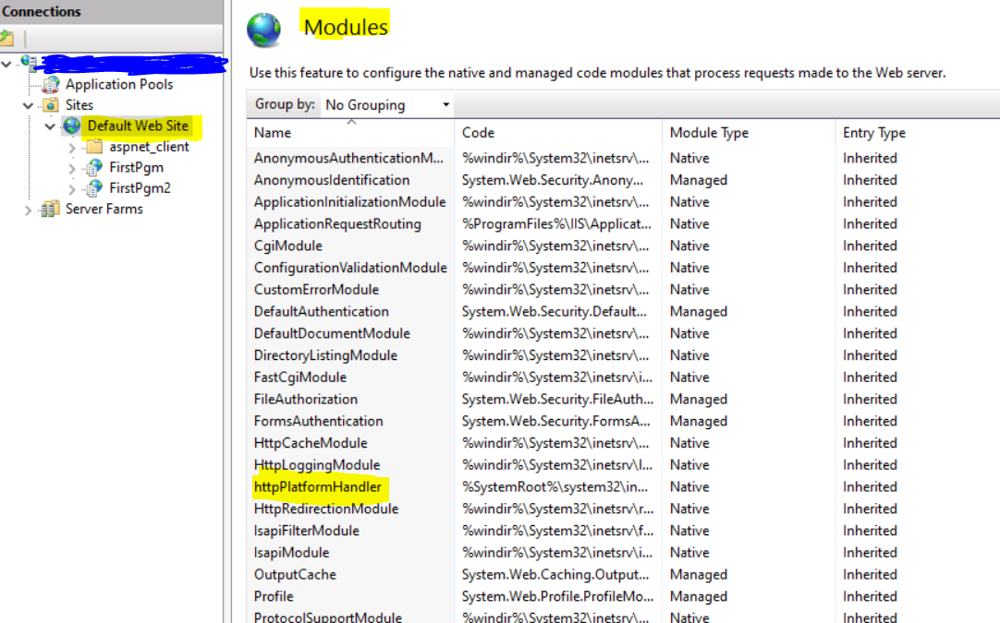 Connections
Application Pools
Sites
Default Web Site
aspnet_client
FirstPgm
FirstPgm2
Server Farms
Modules
Use this feature to configure the native and managed code modules that process requests made to the Web server.
Group by: No Grouping
Name Code Module Type Entry Type
AnonymousAuthenticationM... %windir%\System32\inetsrv\... Native Inherited
AnonymousIdentification System.Web.Security.Anony... Managed Inherited
ApplicationInitializationModule %windir%\System32\inetsrv\... Native Inherited
ApplicationRequestRouting %ProgramFiles%\IIS\Applicat... Native Inherited
CgiModule %windir%\System32\inetsrv\... Native Inherited
ConfigurationValidationModule %windir%\System32\inetsrv\... Native Inherited
CustomErrorModule %windir%\System32\inetsrv\... Native Inherited
DefaultAuthentication System.Web.Security.Default... Managed Inherited
DefaultDocumentModule %windir%\System32\inetsrv\... Native Inherited
DirectoryListingModule %windir%\System32\inetsrv\... Native Inherited
FastCgiModule %windir%\System32\inetsrv\i... Native Inherited
FileAuthorization System.Web.Security.FileAuth... Managed Inherited
FormsAuthentication System.Web.Security.FormsA... Managed Inherited
HttpCacheModule %windir%\System32\inetsrv\... Native Inherited
HttpLoggingModule %windir%\System32\inetsrv\l... Native Inherited
httpPlatformHandler %SystemRoot%\system32\in... Native Inherited
HttpRedirectionModule %windir%\System32\inetsrv\r... Native Inherited
IsapiFilterModule %windir%\System32\inetsrv\f... Native Inherited
IsapiModule %windir%\System32\inetsrv\i... Native Inherited
OutputCache System.Web.Caching.Output... Managed Inherited
Profile System.Web.Profile.ProfileMo... Managed Inherited
ProtocolSupportModule %windir%\System32\inetsrv\... Native Inherited